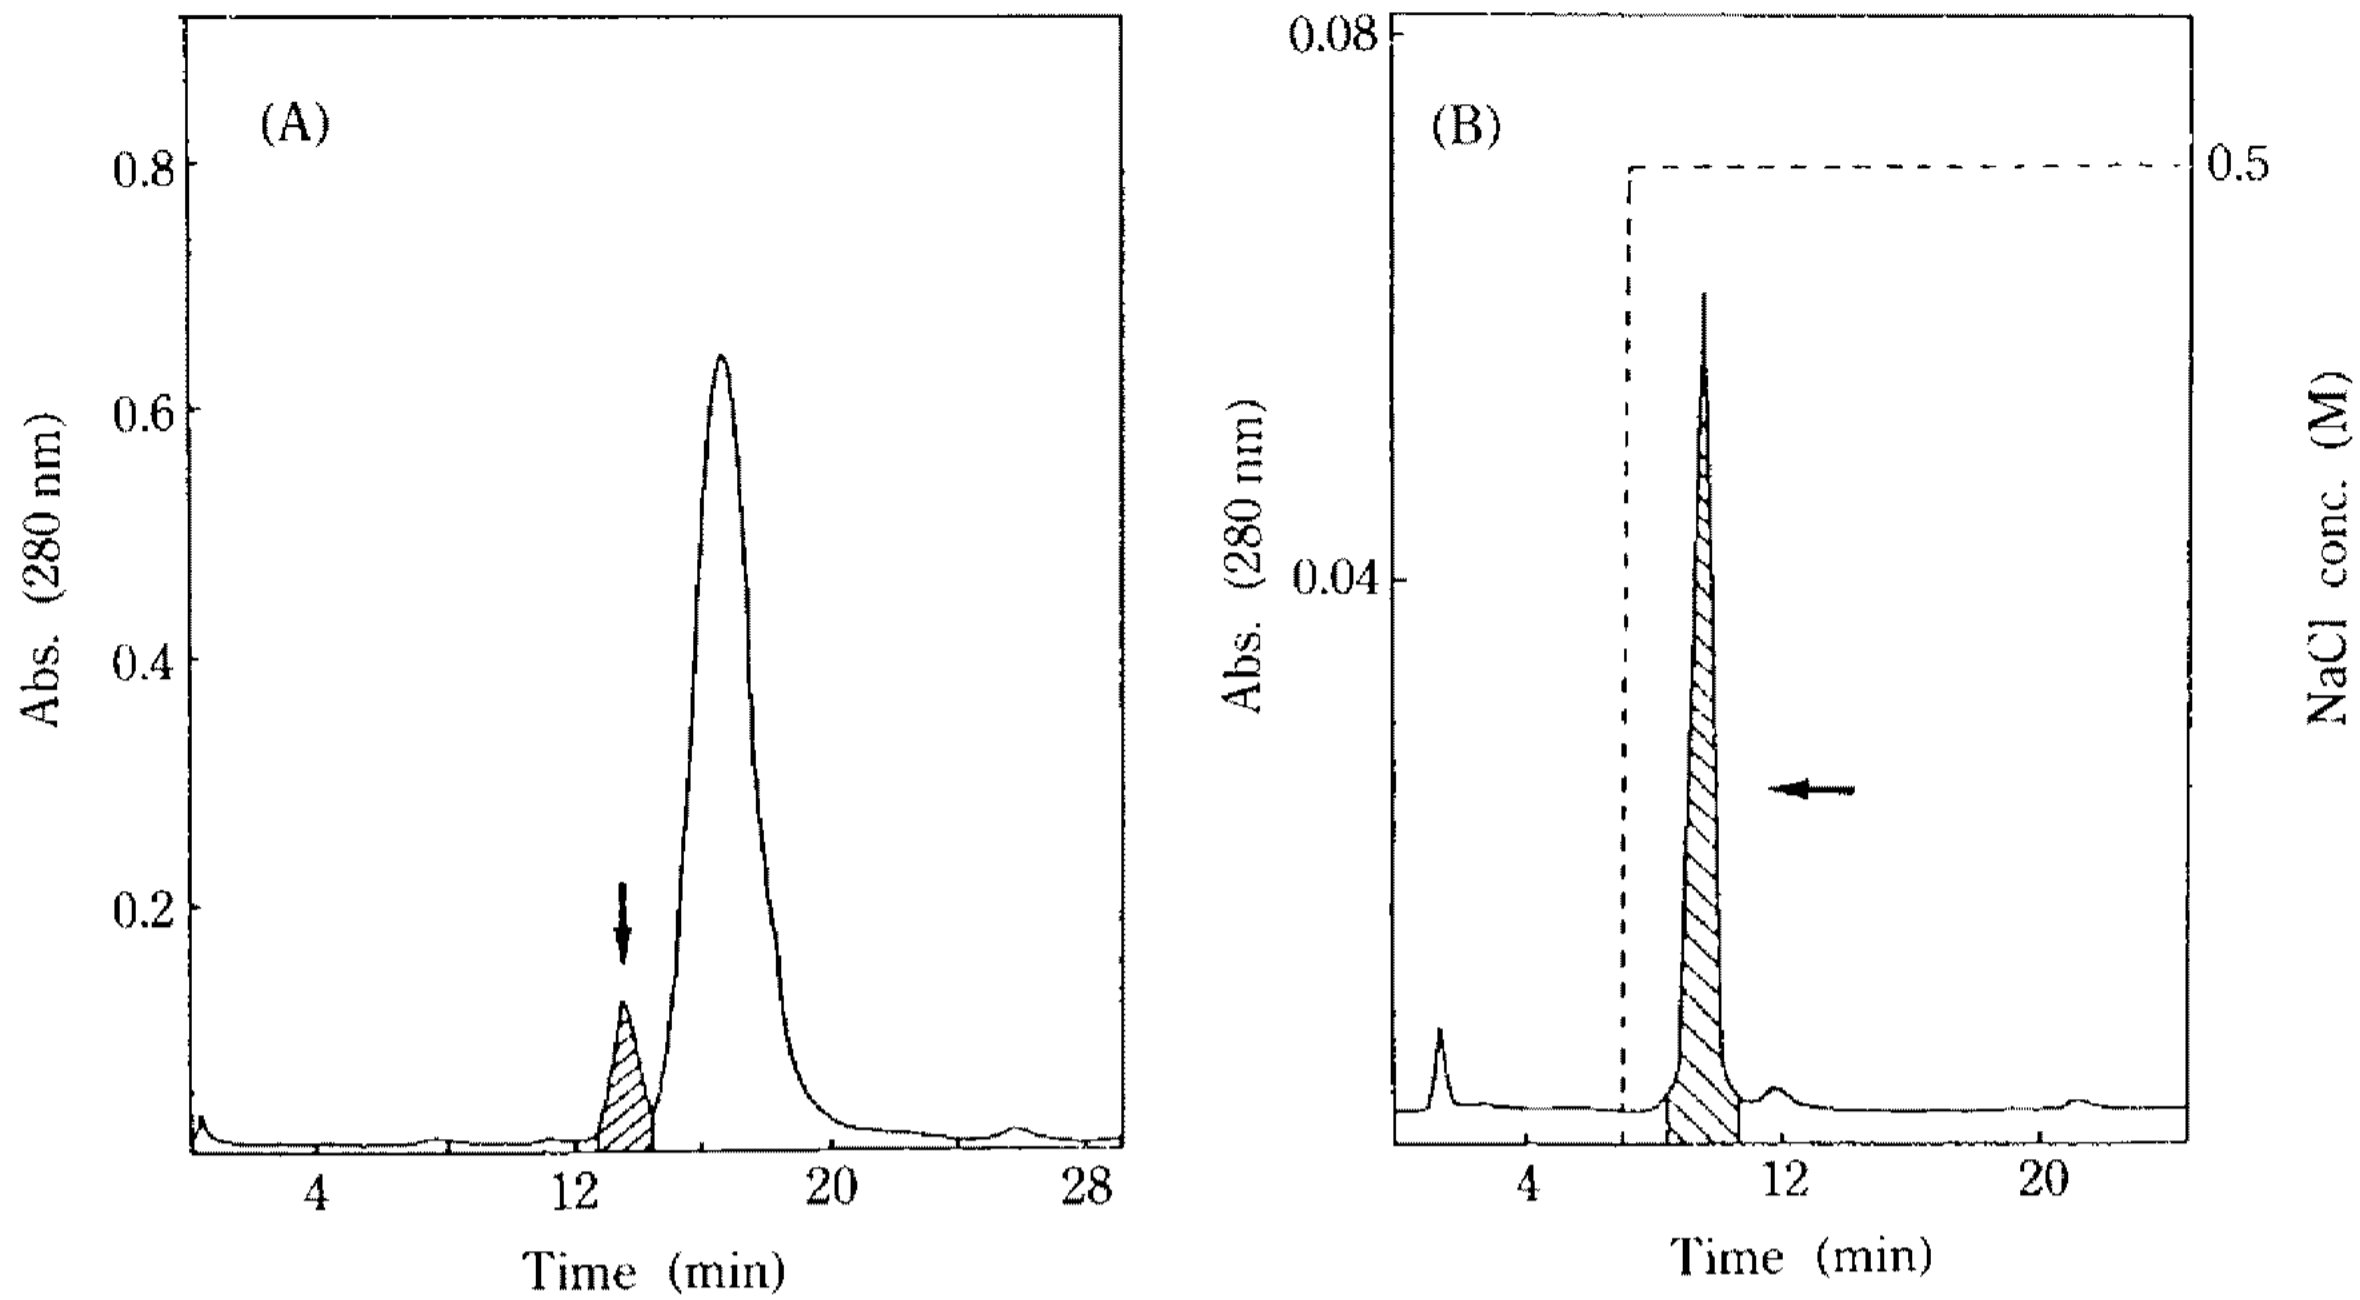 (A)
0.8
0.6
0.4
0.2
Abs. (280 nm)
4 12 20 28
Time (min)
(B)
0.08
0.04
Abs. (280 nm)
0.5
NaCl conc. (M)
4 12 20
Time (min)